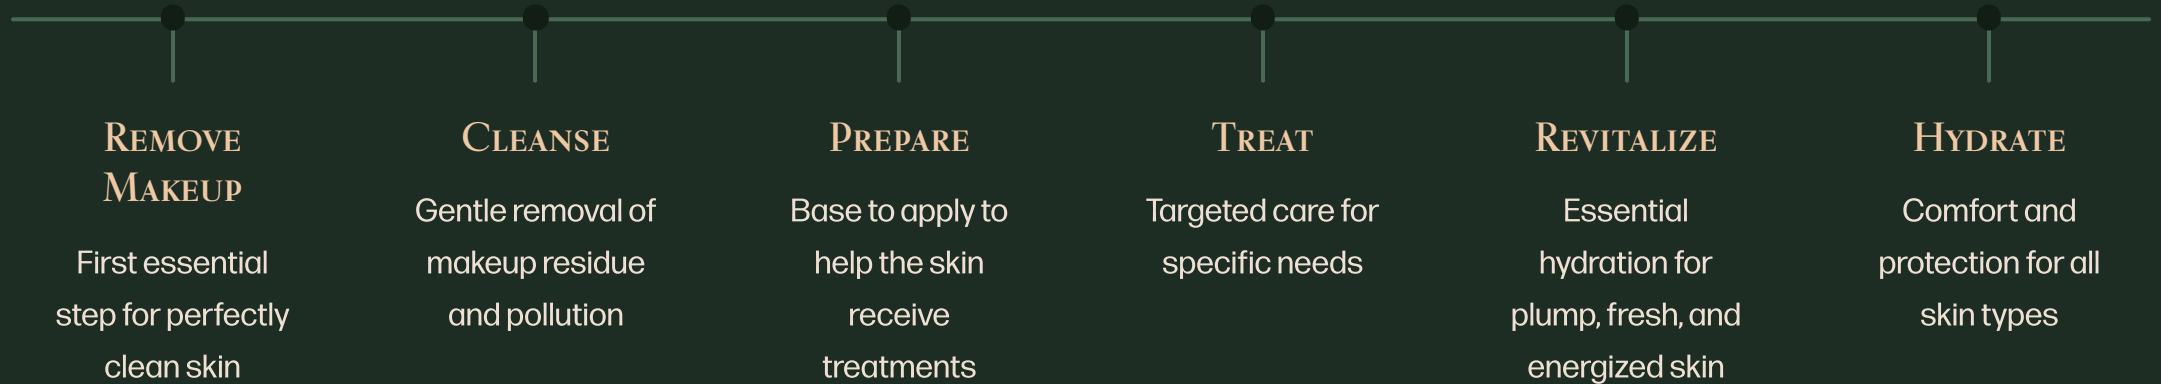 Remove
Makeup
First essential
step for perfectly
clean skin
Cleanse
Gentle removal of
makeup residue
and pollution
Prepare
Base to apply to
help the skin
receive
treatments
Treat
Targeted care for
specific needs
Revitalize
Essential
hydration for
plump, fresh, and
energized skin
Hydrate
Comfort and
protection for all
skin types